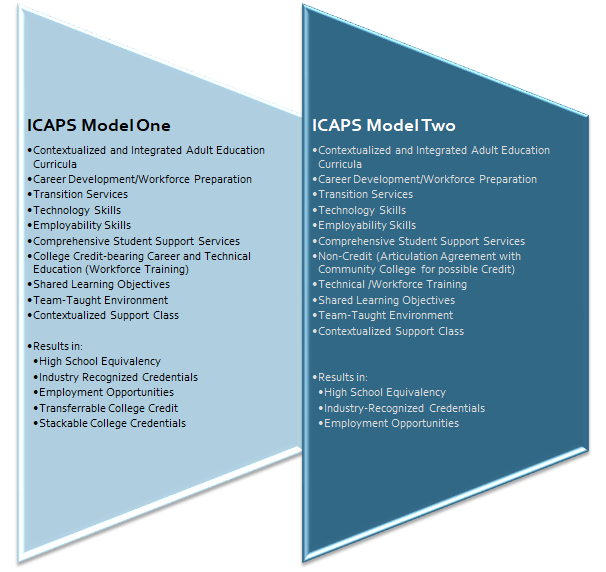 ICAPS Model One
•Contextualized and Integrated Adult Education
Curricula
•Career Development/Workforce Preparation
•Transition Services
•Technology Skills
•Employability Skills
•Comprehensive Student Support Services
•College Credit-bearing Career and Technical
Education (Workforce Training)
•Shared Learning Objectives
•Team-Taught Environment
•Contextualized Support Class
•Results in:
•High School Equivalency
•Industry Recognized Credentials
•Employment Opportunities
•Transferrable College Credit
•Stackable College Credentials
ICAPS Model Two
•Contextualized and Integrated Adult Education
Curricula
•Career Development/Workforce Preparation
•Transition Services
•Technology Skills
•Employability Skills
•Comprehensive Student Support Services
•Non-Credit (Articulation Agreement with
Community College for possible Credit)
•Technical /Workforce Training
•Shared Learning Objectives
•Team-Taught Environment
•Contextualized Support Class
•Results in:
•High School Equivalency
•Industry-Recognized Credentials
•Employment Opportunities